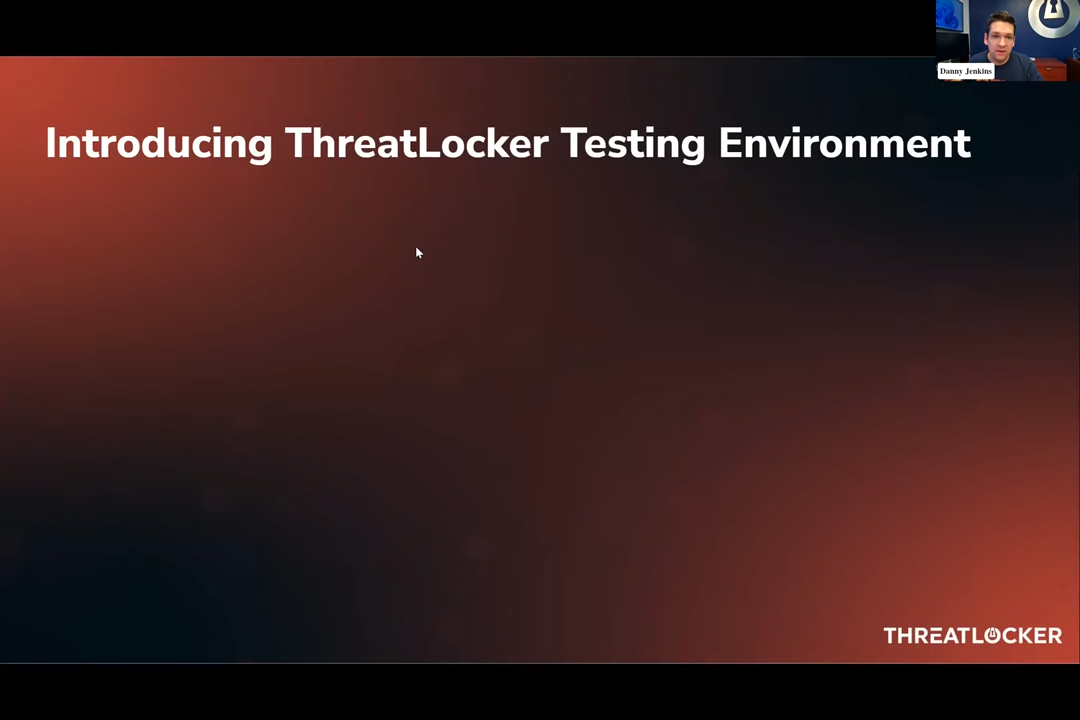 Danny Jenkins
Introducing ThreatLocker Testing Environment
THREATLOCKER